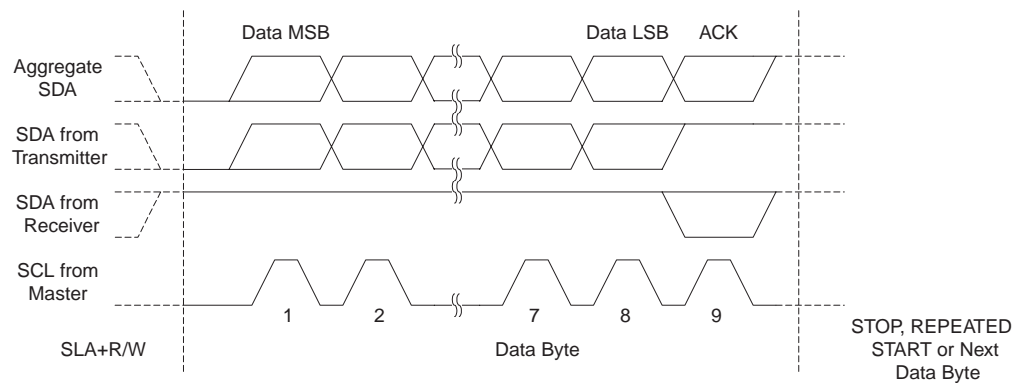 Data MSB
Data LSB
ACK
Aggregate
SDA
SDA from
Transmitter
SDA from
Receiver
SCL from
Master
1
2
7
8
9
SLA+R/W
Data Byte
STOP, REPEATED
START or Next
Data Byte